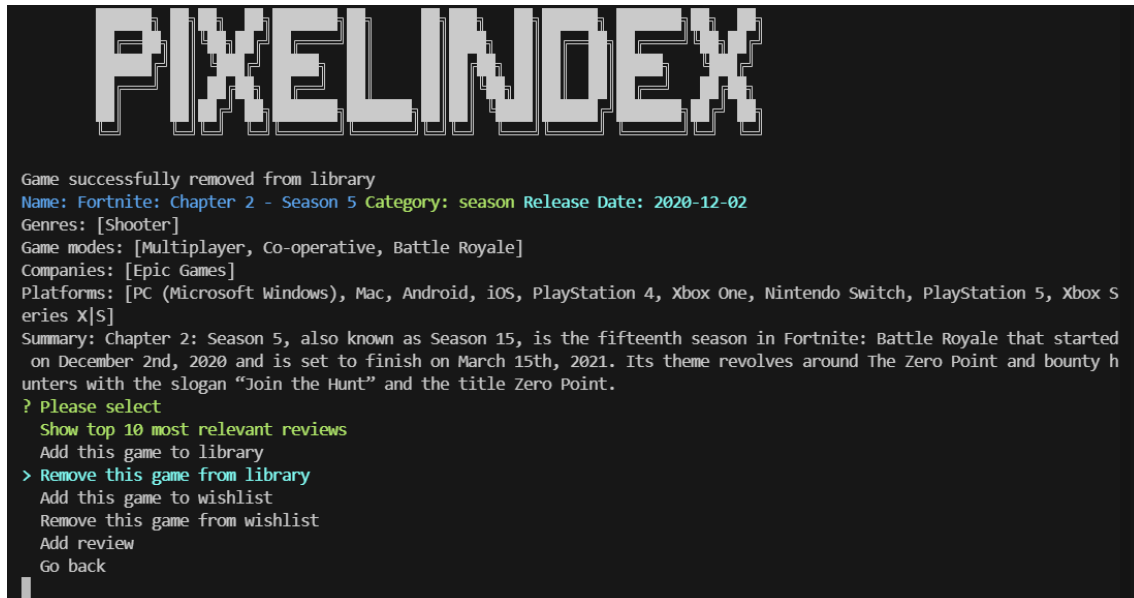 PIXELINDEX
Game successfully removed from library
Name: Fortnite: Chapter 2 - Season 5 Category: season Release Date: 2020-12-02
Genres: [Shooter]
Game modes: [Multiplayer, Co-operative, Battle Royale]
Companies: [Epic Games]
Platforms: [PC (Microsoft Windows), Mac, Android, iOS, PlayStation 4, Xbox One, Nintendo Switch, PlayStation 5, Xbox S
eries X|S]
Summary: Chapter 2: Season 5, also known as Season 15, is the fifteenth season in Fortnite: Battle Royale that started
on December 2nd, 2020 and is set to finish on March 15th, 2021. Its theme revolves around The Zero Point and bounty h
unters with the slogan “Join the Hunt” and the title Zero Point.
? Please select
Show top 10 most relevant reviews
Add this game to library
> Remove this game from library
Add this game to wishlist
Remove this game from wishlist
Add review
Go back